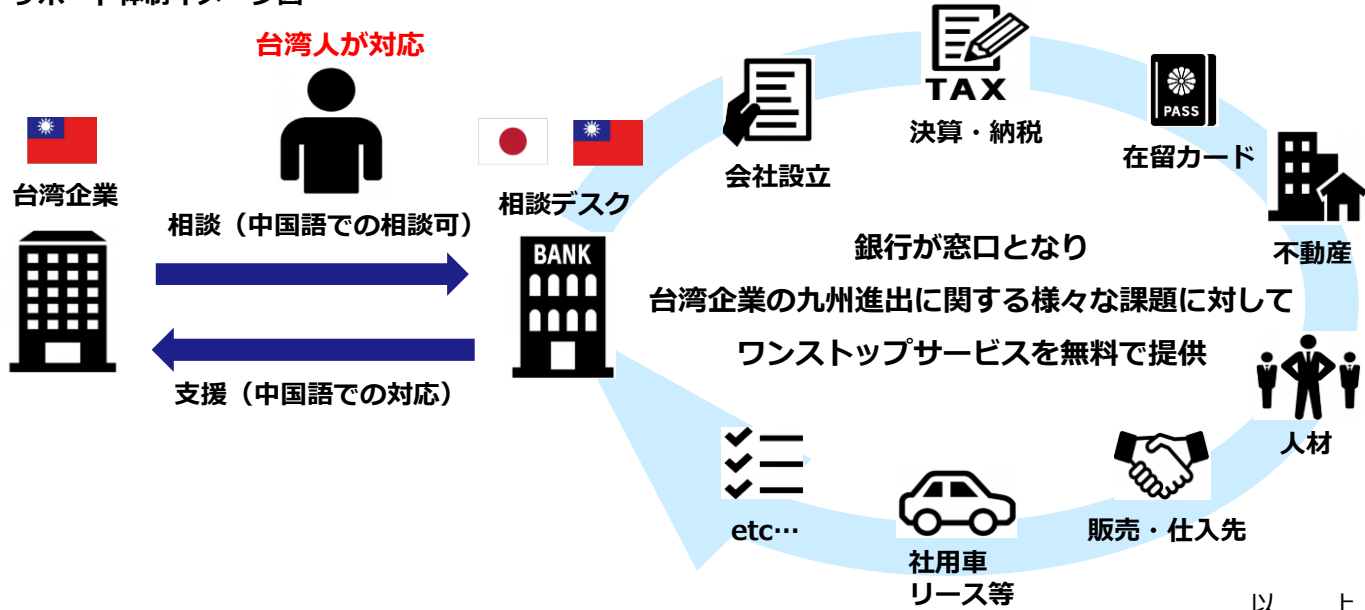 台湾人が対応
台湾企業
相談（中国語での相談可）
支援（中国語での対応）
相談デスク
BANK
会社設立
TAX
決算・納税
PASS
在留カード
不動産
銀行が窓口となり
台湾企業の九州進出に関する様々な課題に対して
ワンストップサービスを無料で提供
人材
販売・仕入先
社用車
リース等
etc…
以　上